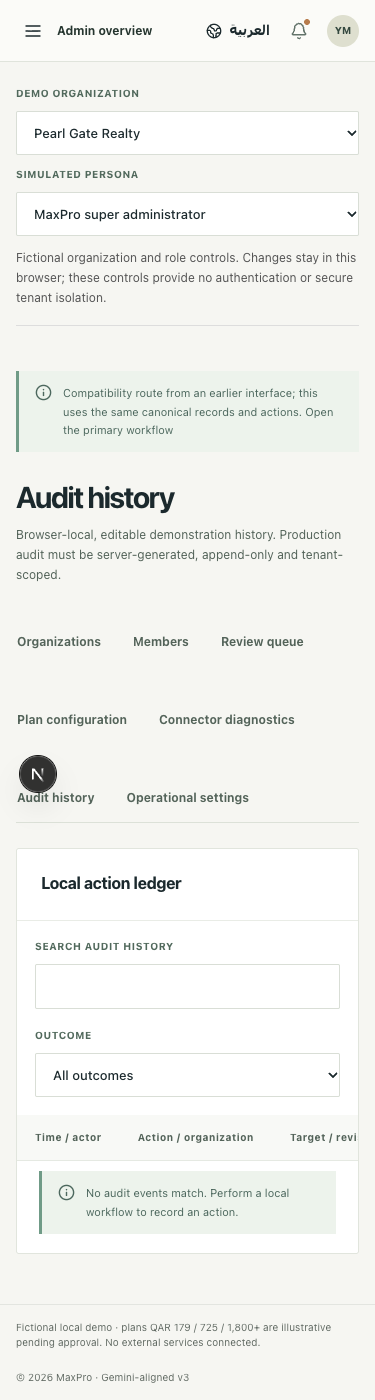 Admin overview
العربية
YM
DEMO ORGANIZATION
Pearl Gate Realty
SIMULATED PERSONA
MaxPro super administrator
Fictional organization and role controls. Changes stay in this
browser; these controls provide no authentication or secure
tenant isolation.
Compatibility route from an earlier interface; this
uses the same canonical records and actions. Open
the primary workflow
Audit history
Browser-local, editable demonstration history. Production
audit must be server-generated, append-only and tenant-
scoped.
Organizations Members Review queue
Plan configuration Connector diagnostics
N
Audit history Operational settings
Local action ledger
SEARCH AUDIT HISTORY
OUTCOME
All outcomes
Time / actor Action / organization Target / revi
No audit events match. Perform a local
workflow to record an action.
Fictional local demo · plans QAR 179 / 725 / 1,800+ are illustrative
pending approval. No external services connected.
© 2026 MaxPro · Gemini-aligned v3